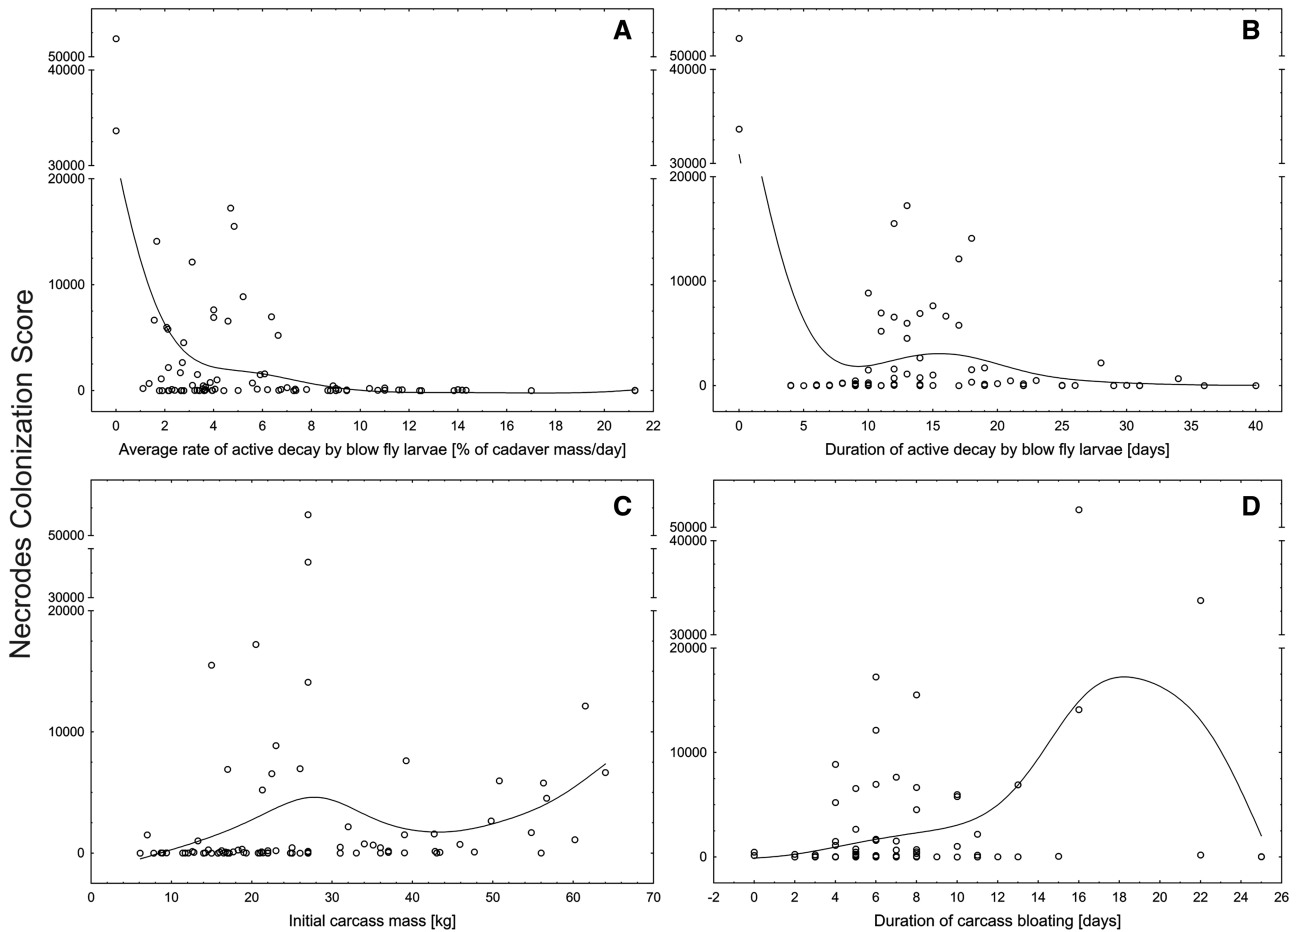 Necrodes Colonization Score
A
50000
40000
30000
20000
10000
0
0 2 4 6 8 10 12 14 16 18 20 22
Average rate of active decay by blow fly larvae [% of cadaver mass/day]
B
50000
40000
30000
20000
10000
0
0 5 10 15 20 25 30 35 40
Duration of active decay by blow fly larvae [days]
C
50000
30000
20000
10000
0
0 10 20 30 40 50 60 70
Initial carcass mass [kg]
D
50000
40000
30000
20000
10000
0
-2 0 2 4 6 8 10 12 14 16 18 20 22 24 26
Duration of carcass bloating [days]